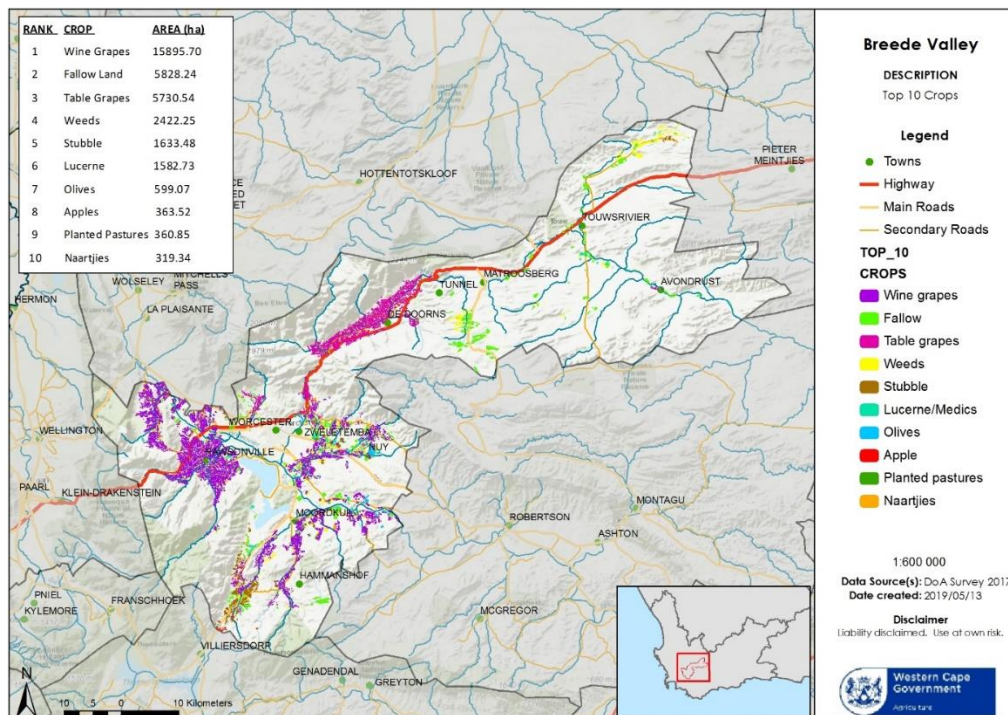 RANK CROP AREA (ha)
1 Wine Grapes 15895.70
2 Fallow Land 5828.24
3 Table Grapes 5730.54
4 Weeds 2422.25
5 Stubble 1633.48
6 Lucerne 1582.73
7 Olives 599.07
8 Apples 363.52
9 Planted Pastures 360.85
10 Naartjies 319.34
HOTTENTOTSKLOOF
PIETER
MEINTJIES
TOUWSRIVIER
MATROOSBERG
TUNNEL
AVONDRUST
DE DOORNS
WOLSELEY
MITCHELLS
PASS
HERMON
LA PLAISANTE
WELLINGTON
WORCESTER
ZWELETEMBA
NUY
RAWSONVILLE
PAARL
KLEIN-DRAKENSTEIN
MOORDKUIL
ROBERTSON
MONTAGU
ASHTON
HAMMANSHOF
PNIEL
KYLEMORE
FRANSCHHOEK
MCGREGOR
VILLIERSDORP
GENADENDAL
GREYTON
N
10 5 0 10 Kilometers
Breede Valley
DESCRIPTION
Top 10 Crops
Legend
Towns
Highway
Main Roads
Secondary Roads
TOP_10
CROPS
Wine grapes
Fallow
Table grapes
Weeds
Stubble
Lucerne/Medics
Olives
Apple
Planted pastures
Naartjies
1:600 000
Data Source(s): DoA Survey 2017
Date created: 2019/05/13
Disclaimer
Liability disclaimed. Use at own risk.
Western Cape
Government
Agriculture